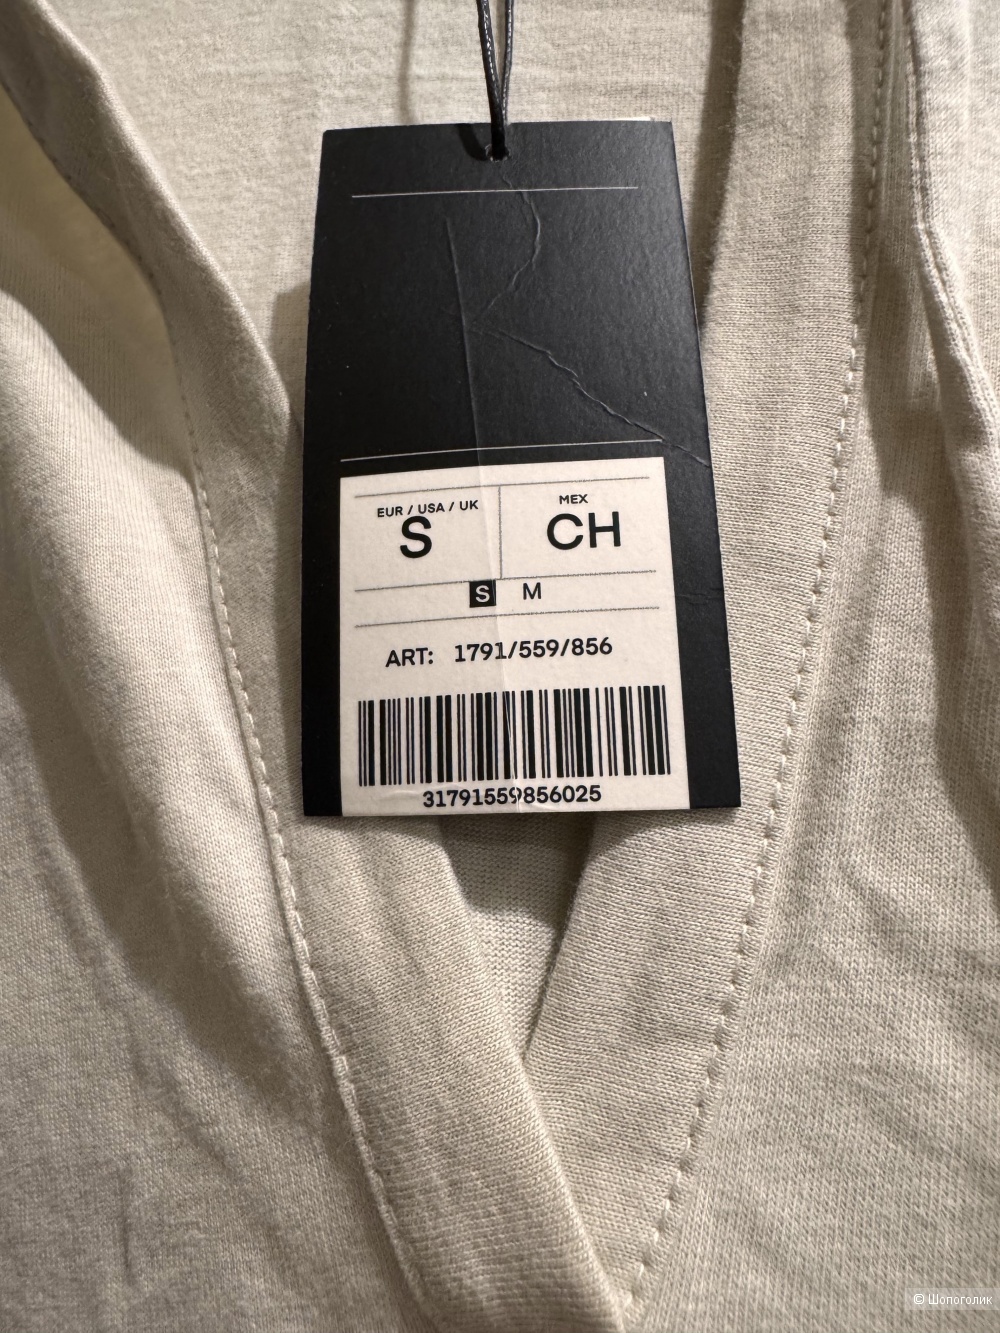 EUR / USA / UK
MEX
S
CH
S M
ART: 1791/559/856
31791559856025
© Шопоголик